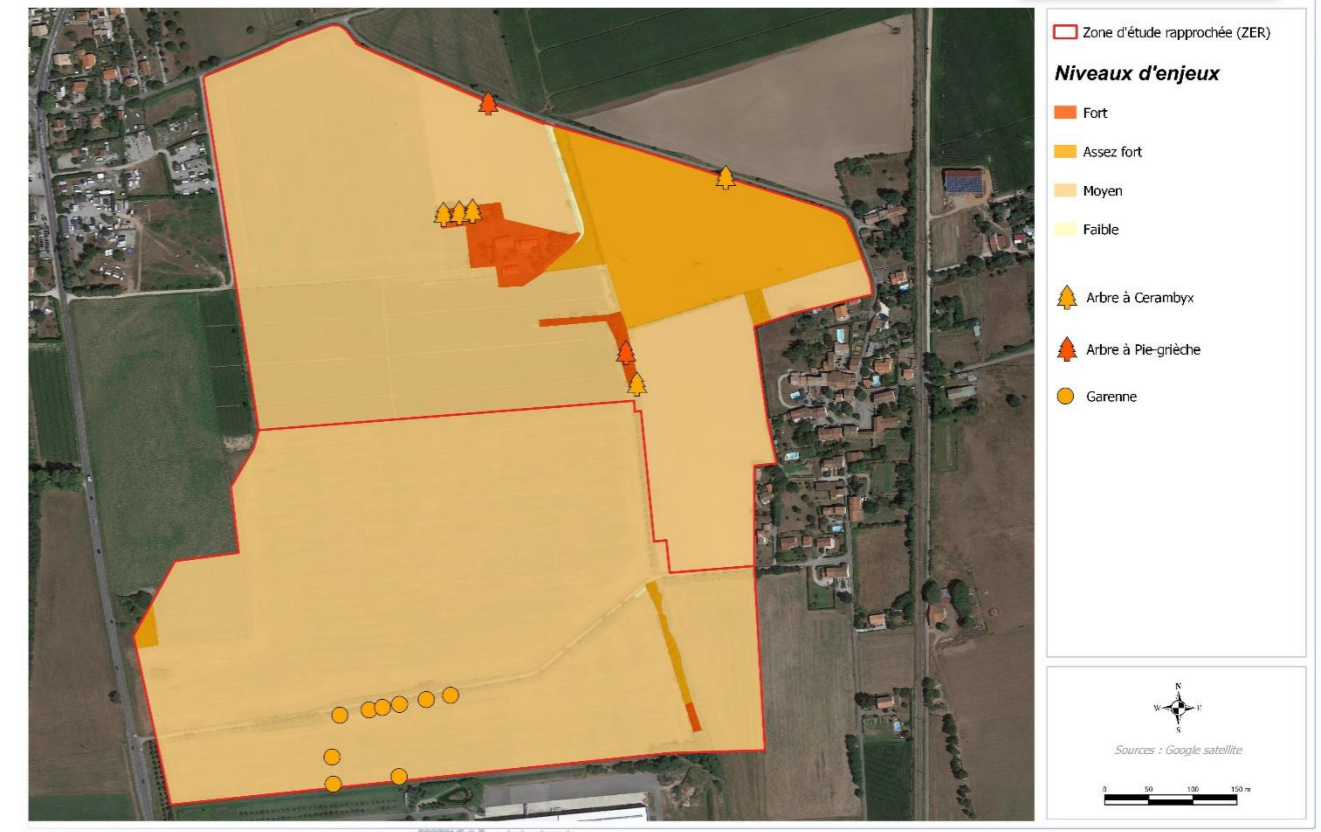 Zone d'étude rapprochée (ZER)
Niveaux d'enjeux
Fort
Assez fort
Moyen
Faible
Arbre à Cerambyx
Arbre à Pie-grièche
Garenne
N
W E
S
Sources : Google satellite
0 50 100 150 m